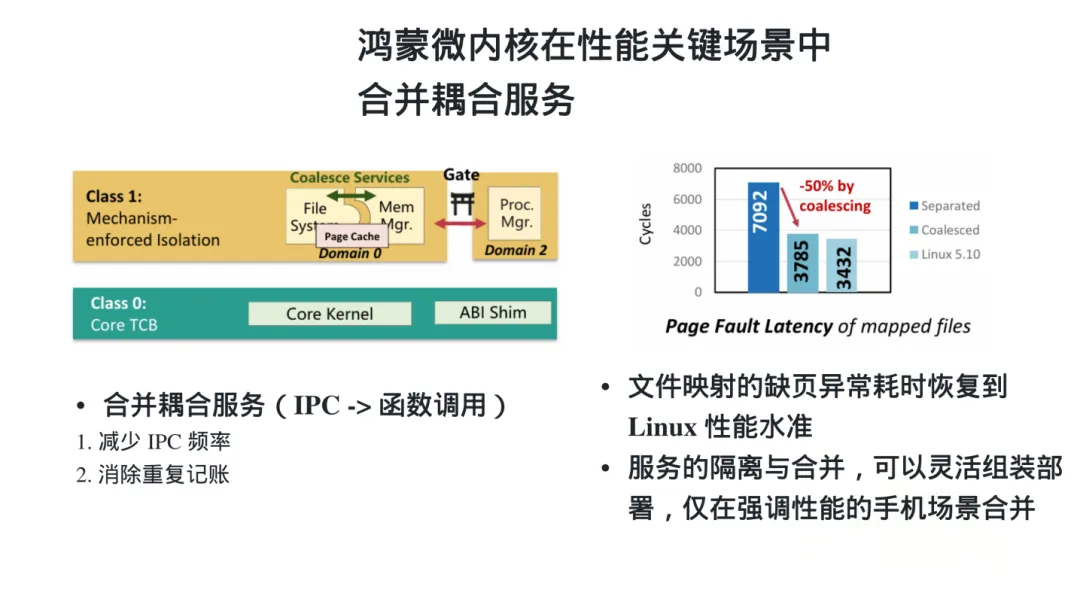 鸿蒙微内核在性能关键场景中
合并耦合服务
Class 1:
Mechanism-
enforced Isolation
Coalesce Services
File
System
Mem
Mgr.
Page Cache
Domain 0
Gate
Proc.
Mgr.
Domain 2
Class 0:
Core TCB
Core Kernel
ABI Shim
• 合并耦合服务（IPC -> 函数调用）
1. 减少 IPC 频率
2. 消除重复记账
8000
6000
4000
2000
0
Cycles
7092
3785
3432
-50% by
coalescing
Separated
Coalesced
Linux 5.10
Page Fault Latency of mapped files
• 文件映射的缺页异常耗时恢复到
Linux 性能水准
• 服务的隔离与合并，可以灵活组装部
署，仅在强调性能的手机场景合并